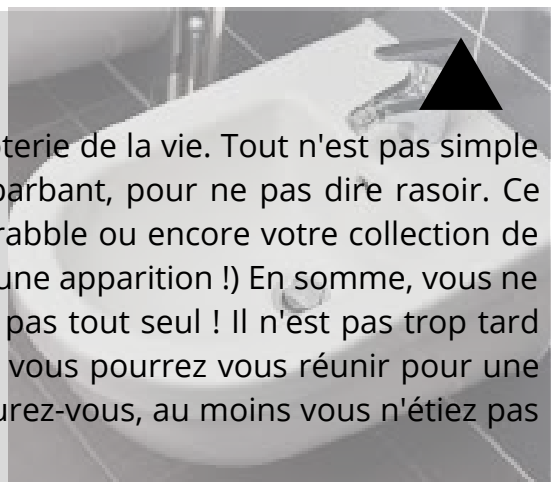 terie de la vie. Tout n'est pas simple
barbant, pour ne pas dire rasoir. Ce
rabble ou encore votre collection de
une apparition !) En somme, vous ne
pas tout seul ! Il n'est pas trop tard
vous pourrez vous réunir pour une
urez-vous, au moins vous n'étiez pas